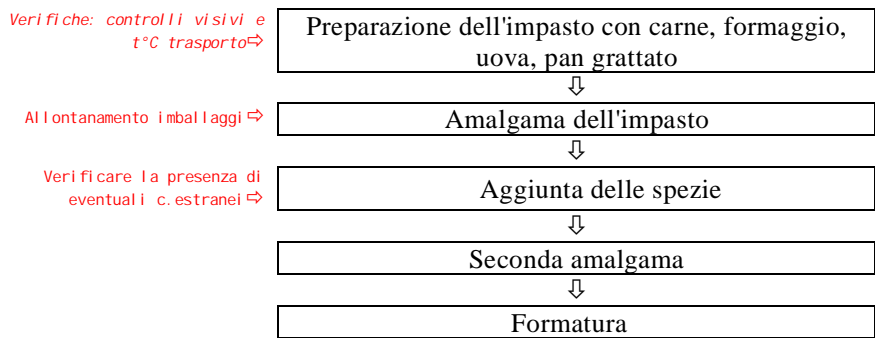 Verifiche: controlli visivi e
t°C trasporto⇨
Preparazione dell'impasto con carne, formaggio,
uova, pan grattato
⇩
Allontanamento imballaggi⇨
Amalgama dell'impasto
⇩
Verificare la presenza di
eventuali c.estranei⇨
Aggiunta delle spezie
⇩
Seconda amalgama
⇩
Formatura